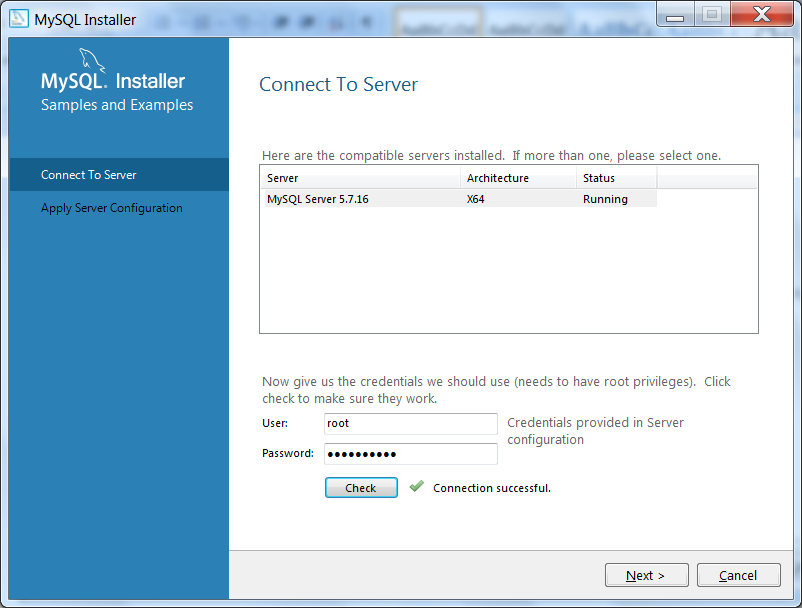 MySQL Installer
MySQL. Installer
Samples and Examples
Connect To Server
Apply Server Configuration
Connect To Server
Here are the compatible servers installed.  If more than one, please select one.
Server Architecture Status
MySQL Server 5.7.16 X64 Running
Now give us the credentials we should use (needs to have root privileges).  Click
check to make sure they work.
User: root
Credentials provided in Server
configuration
Password: ●●●●●●●●●●
Check
Connection successful.
Next >
Cancel